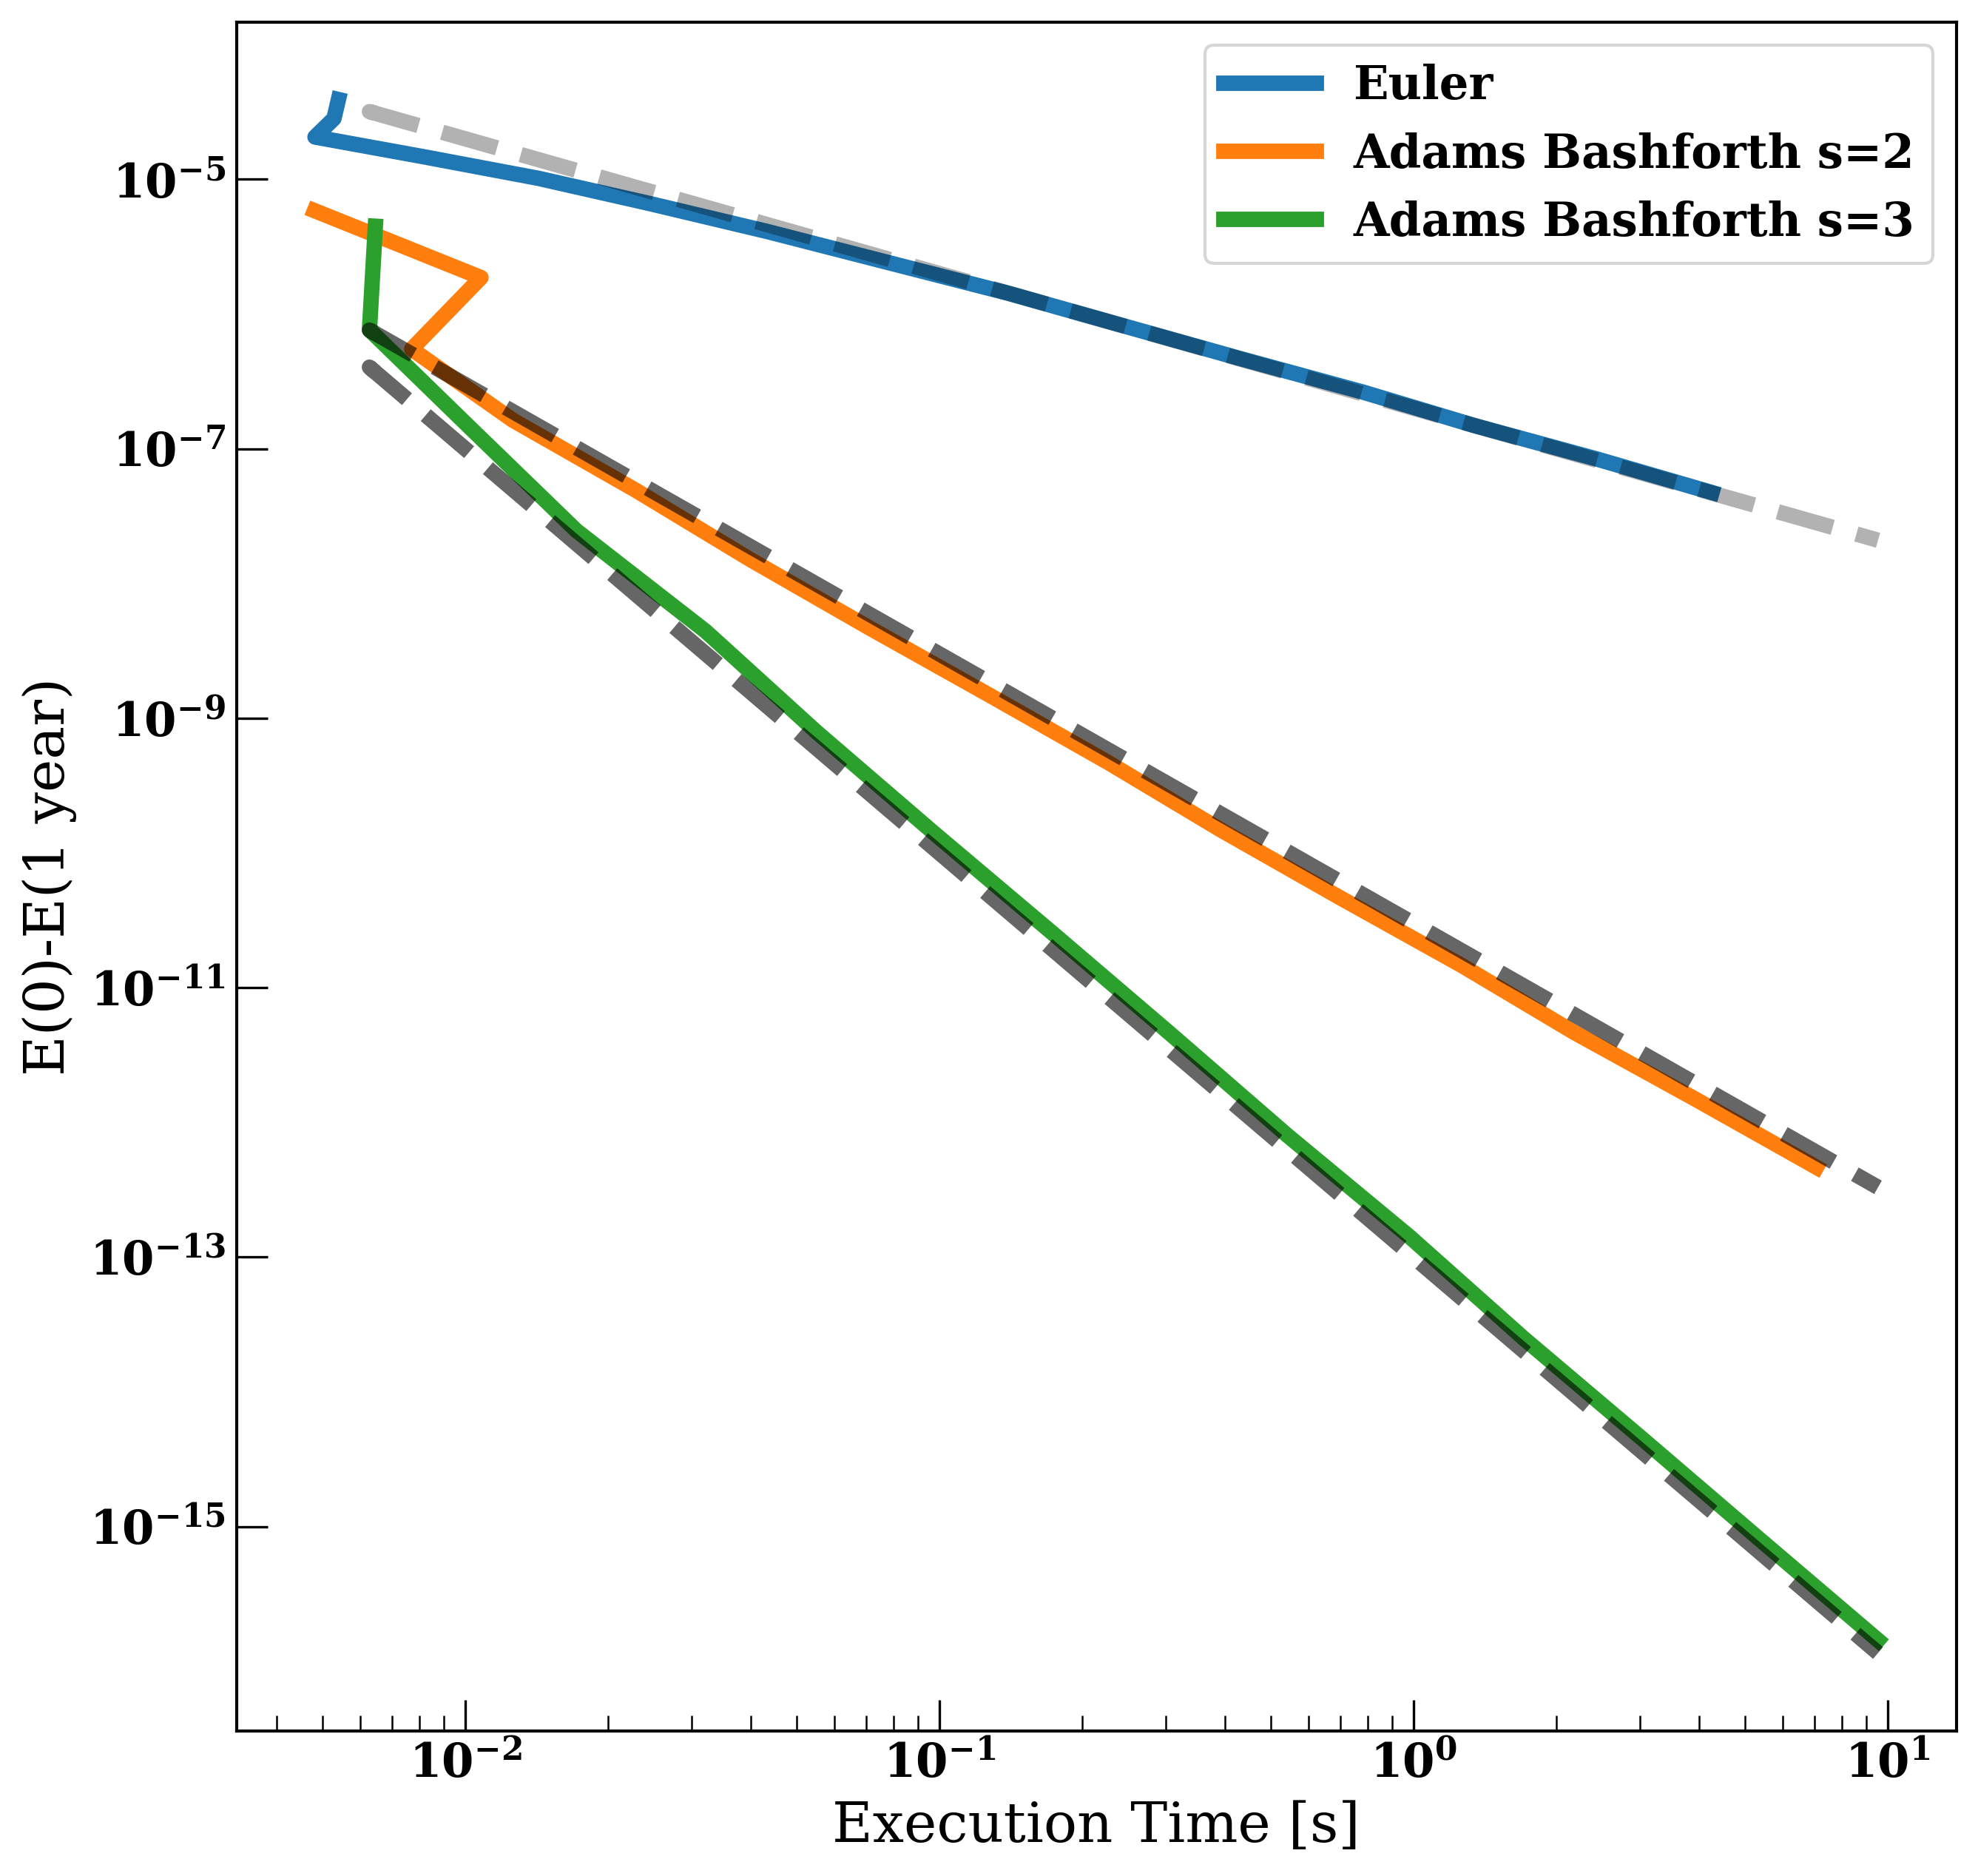 Euler
Adams Bashforth s=2
Adams Bashforth s=3
10⁻⁵
10⁻⁷
10⁻⁹
10⁻¹¹
10⁻¹³
10⁻¹⁵
E(0)-E(1 year)
10⁻² 10⁻¹ 10⁰ 10¹
Execution Time [s]